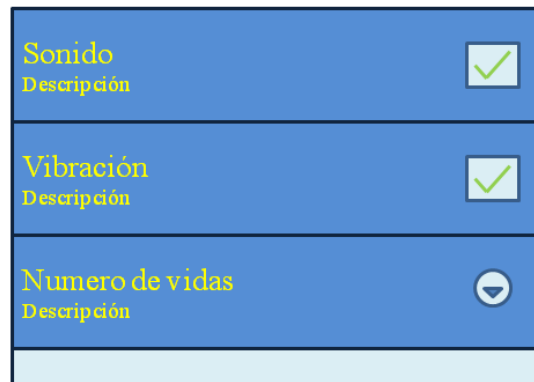 Sonido
Descripción
Vibración
Descripción
Numero de vidas
Descripción